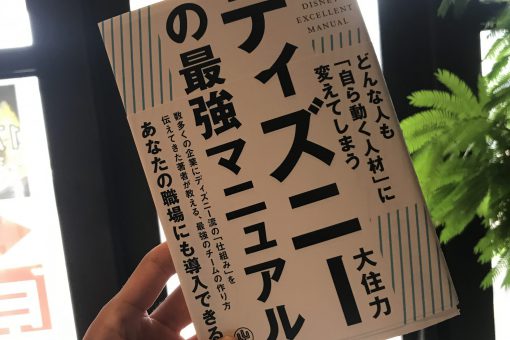 DISNEY
EXCELLENT
MANUAL
どんな人も
「自ら動く人材」に
変えてしまう
ディズニー
の最強マニュアル
大住力
数多くの企業にディズニー流の「仕組み」を
伝えてきた著者が教える、最強のチームの作り方
あなたの職場にも導入できる